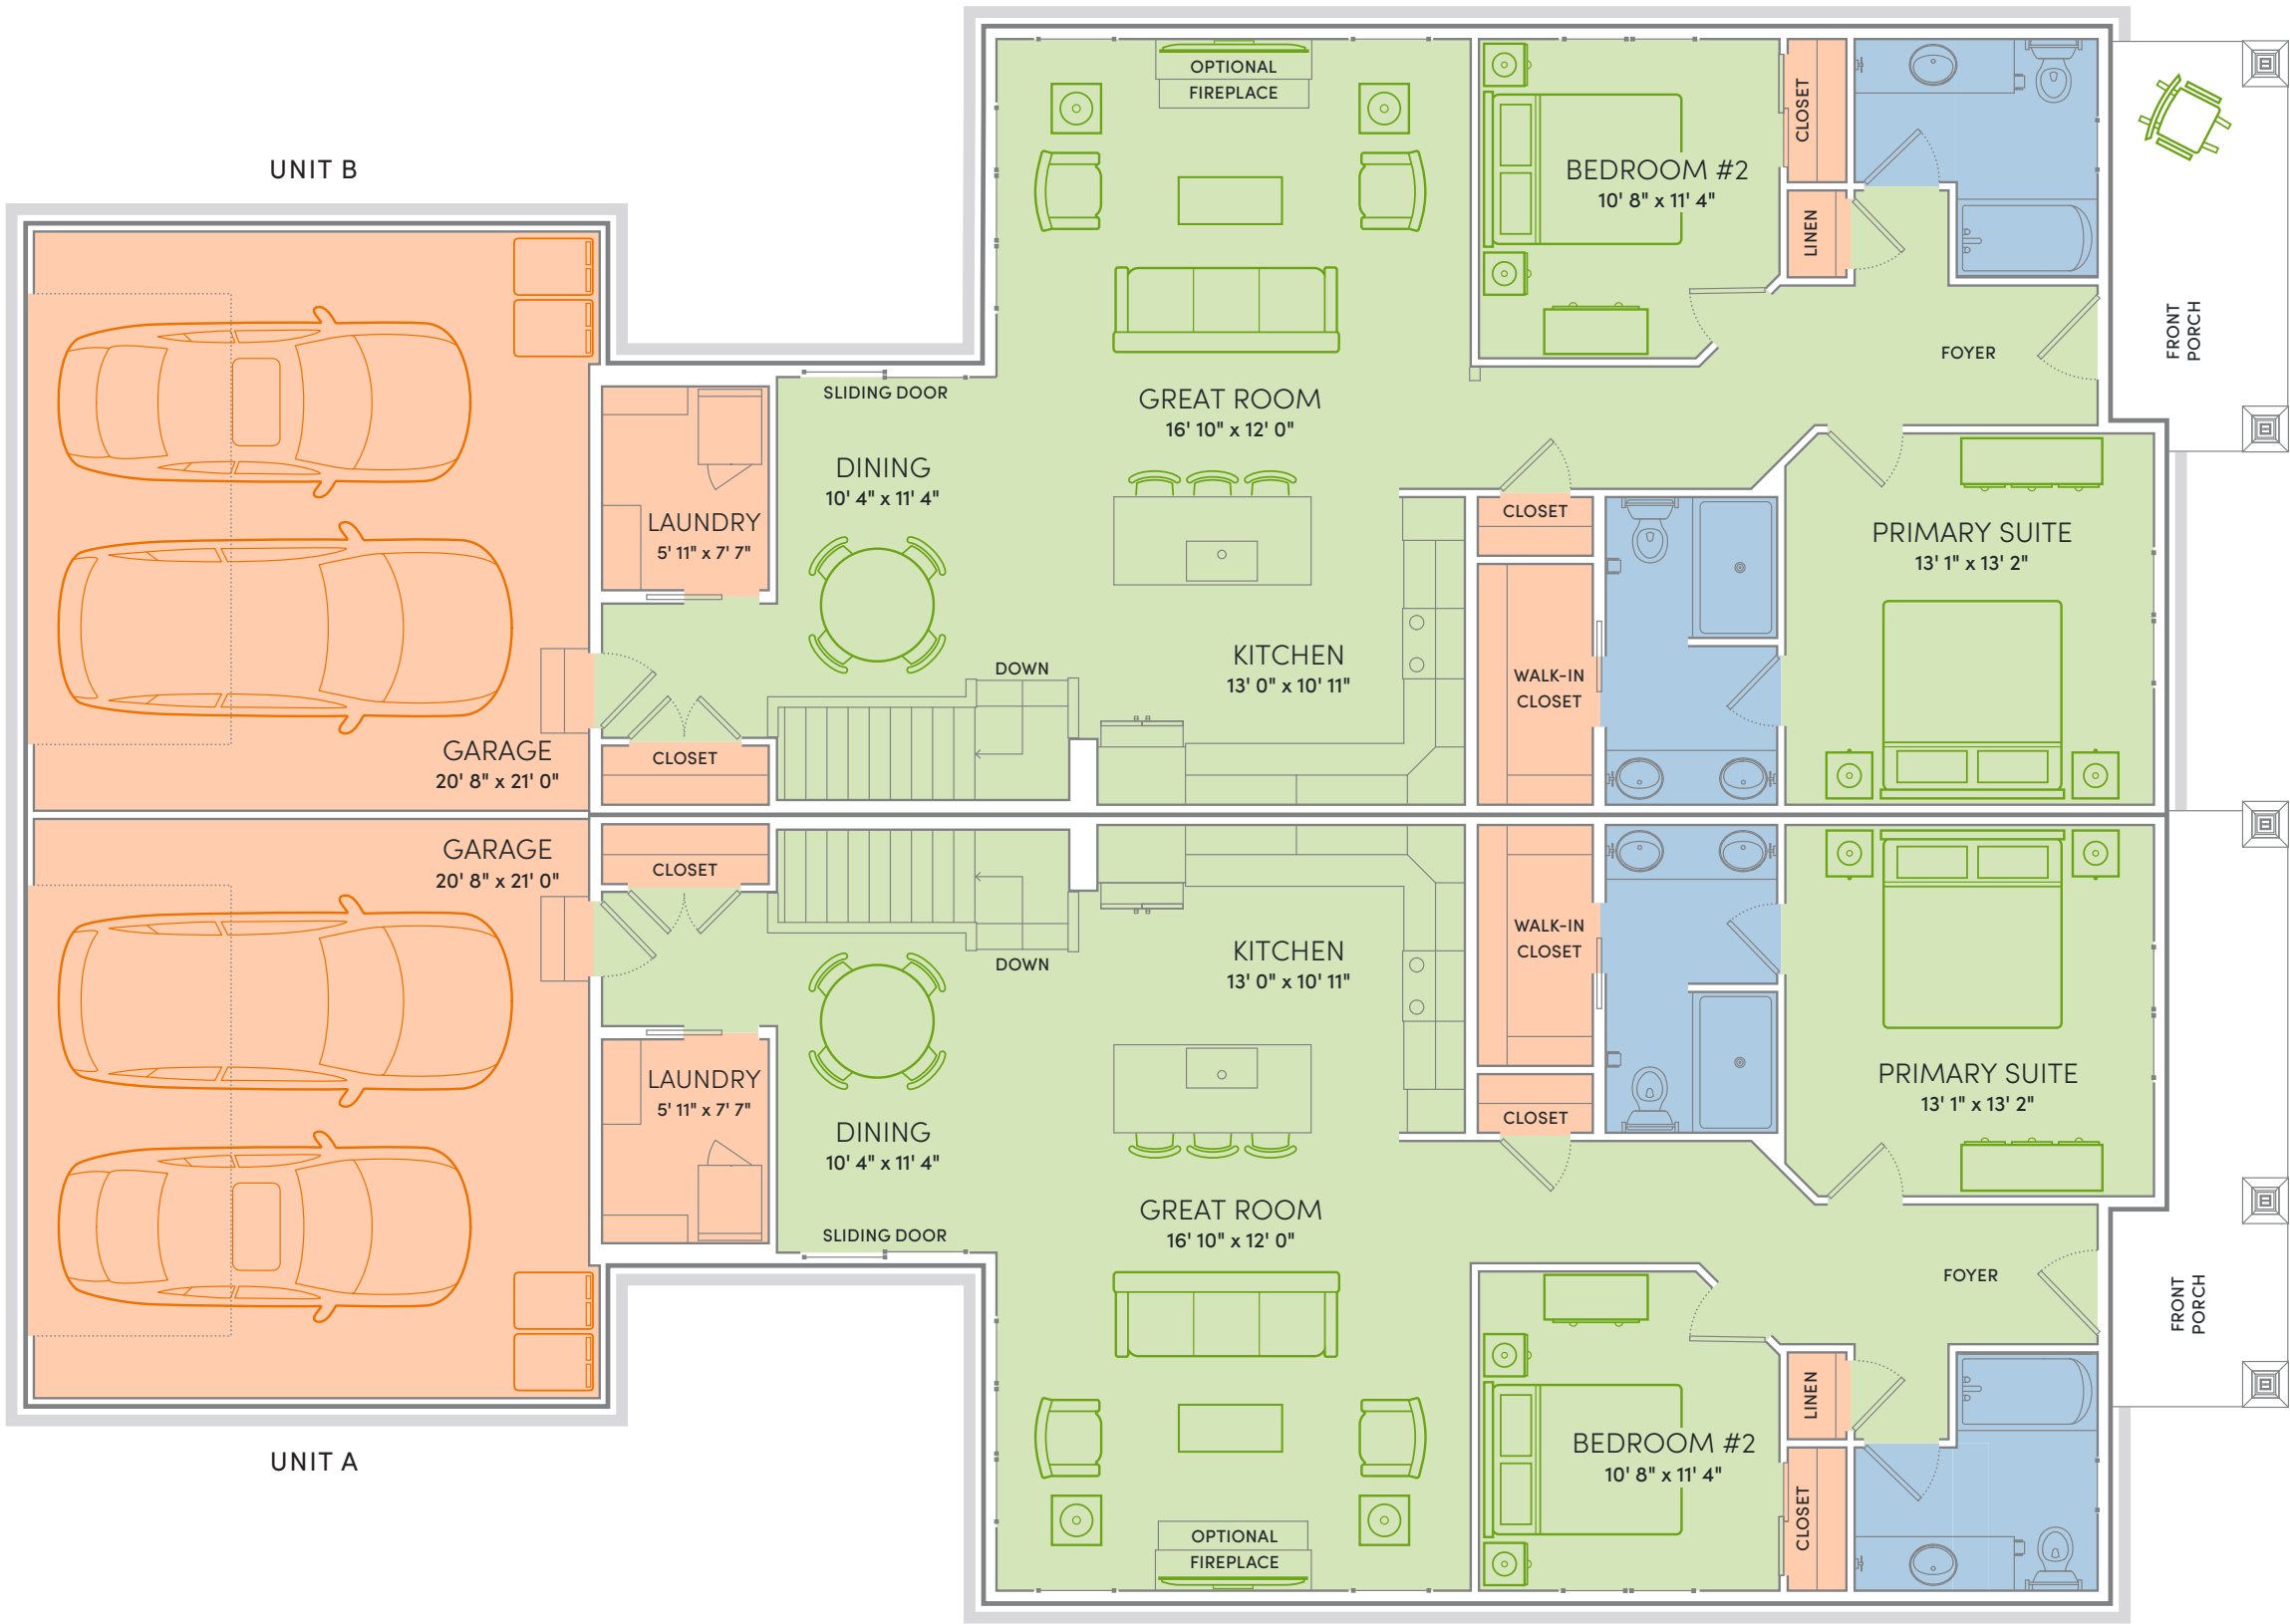 UNIT B
OPTIONAL
FIREPLACE
BEDROOM #2
10' 8" x 11' 4"
CLOSET
LINEN
FOYER
FRONT
PORCH
SLIDING DOOR
GREAT ROOM
16' 10" x 12' 0"
DINING
10' 4" x 11' 4"
LAUNDRY
5' 11" x 7' 7"
CLOSET
PRIMARY SUITE
13' 1" x 13' 2"
KITCHEN
13' 0" x 10' 11"
DOWN
WALK-IN
CLOSET
GARAGE
20' 8" x 21' 0"
CLOSET
GARAGE
20' 8" x 21' 0"
CLOSET
DOWN
KITCHEN
13' 0" x 10' 11"
WALK-IN
CLOSET
LAUNDRY
5' 11" x 7' 7"
PRIMARY SUITE
13' 1" x 13' 2"
CLOSET
DINING
10' 4" x 11' 4"
GREAT ROOM
16' 10" x 12' 0"
SLIDING DOOR
FOYER
FRONT
PORCH
LINEN
BEDROOM #2
10' 8" x 11' 4"
CLOSET
OPTIONAL
FIREPLACE
UNIT A